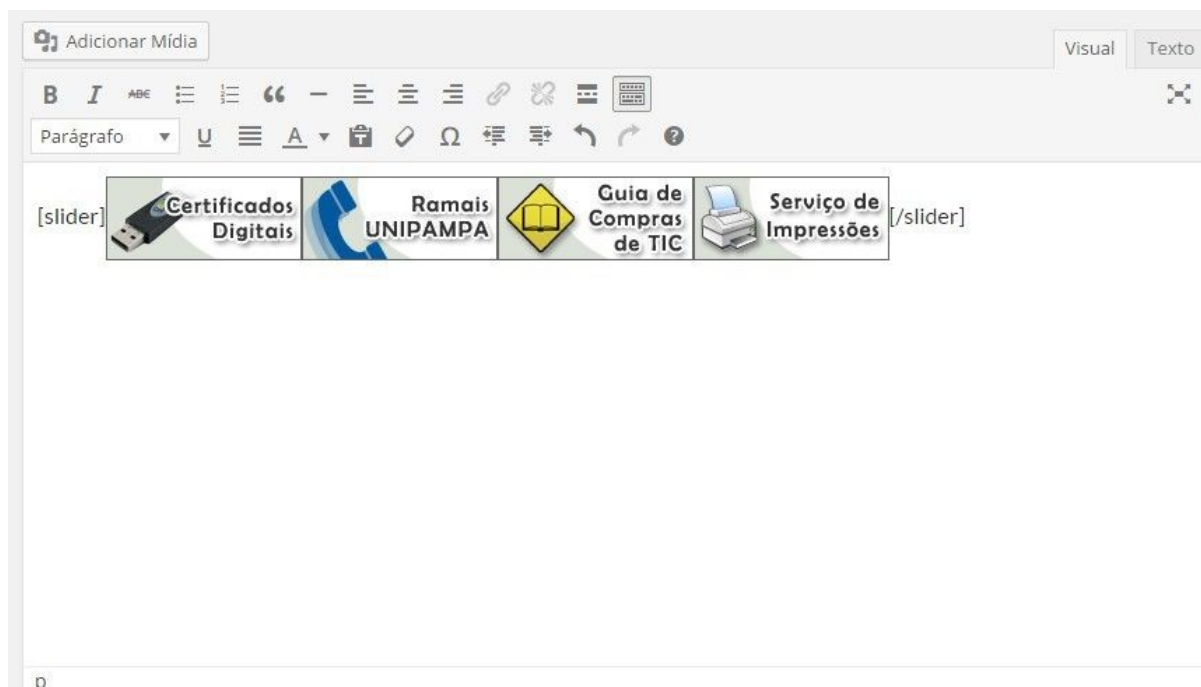 Adicionar Mídia
Visual Texto
B I ABC
Parágrafo U A T Ω ?
[slider] Certificados Digitais Ramais UNIPAMPA Guia de Compras de TIC Serviço de Impressões [/slider]
p